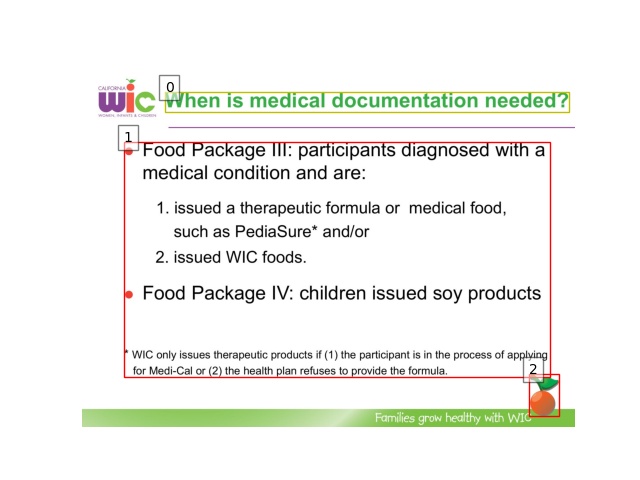 0
CALIFORNIA
WIC
WOMEN, INFANTS & CHILDREN
When is medical documentation needed?
1
• Food Package III: participants diagnosed with a
medical condition and are:
1. issued a therapeutic formula or medical food,
such as PediaSure* and/or
2. issued WIC foods.
• Food Package IV: children issued soy products
* WIC only issues therapeutic products if (1) the participant is in the process of applying
for Medi-Cal or (2) the health plan refuses to provide the formula.
2
Families grow healthy with WIC